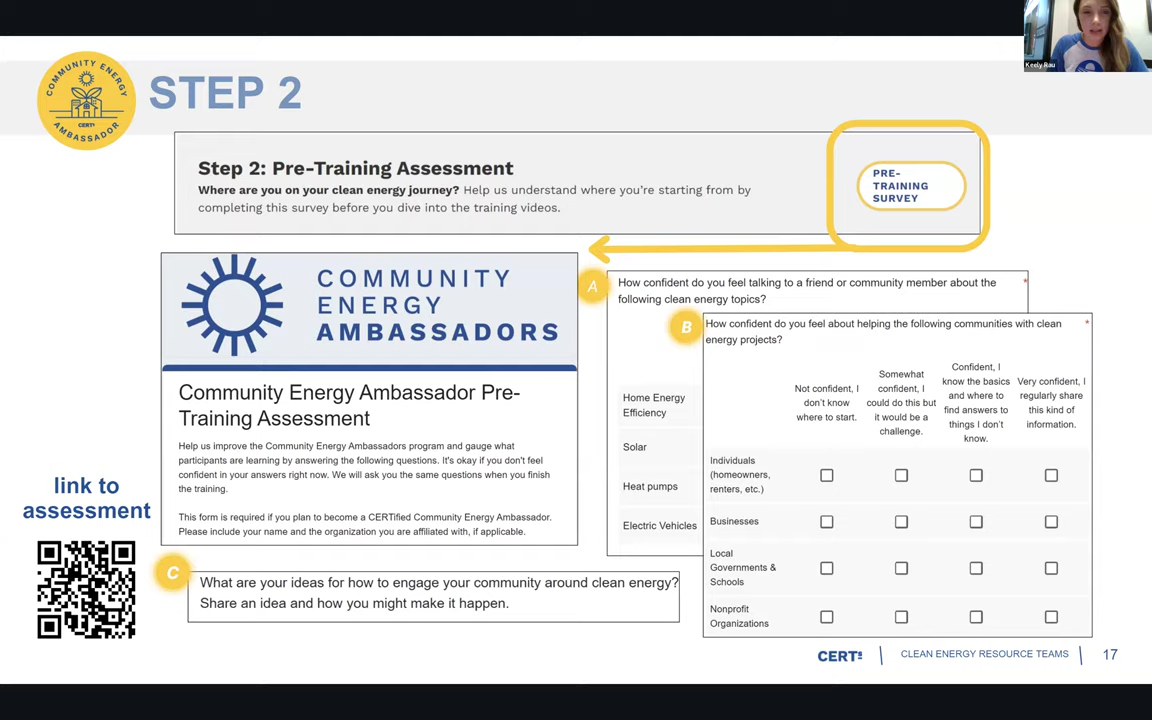 Keely Rau
COMMUNITY ENERGY
CERTs
AMBASSADOR
STEP 2
Step 2: Pre-Training Assessment
Where are you on your clean energy journey? Help us understand where you're starting from by
completing this survey before you dive into the training videos.
PRE-
TRAINING
SURVEY
COMMUNITY
ENERGY
AMBASSADORS
Community Energy Ambassador Pre-
Training Assessment
Help us improve the Community Energy Ambassadors program and gauge what
participants are learning by answering the following questions. It's okay if you don't feel
confident in your answers right now. We will ask you the same questions when you finish
the training.
This form is required if you plan to become a CERTified Community Energy Ambassador.
Please include your name and the organization you are affiliated with, if applicable.
link to
assessment
A
How confident do you feel talking to a friend or community member about the *
following clean energy topics?
Home Energy
Efficiency
Solar
Heat pumps
Electric Vehicles
B
How confident do you feel about helping the following communities with clean *
energy projects?
Not confident, I
don't know
where to start.
Somewhat
confident, I
could do this but
it would be a
challenge.
Confident, I
know the basics
and where to
find answers to
things I don't
know.
Very confident, I
regularly share
this kind of
information.
Individuals
(homeowners,
renters, etc.)
Businesses
Local
Governments &
Schools
Nonprofit
Organizations
C
What are your ideas for how to engage your community around clean energy?
Share an idea and how you might make it happen.
CERTs
CLEAN ENERGY RESOURCE TEAMS
17